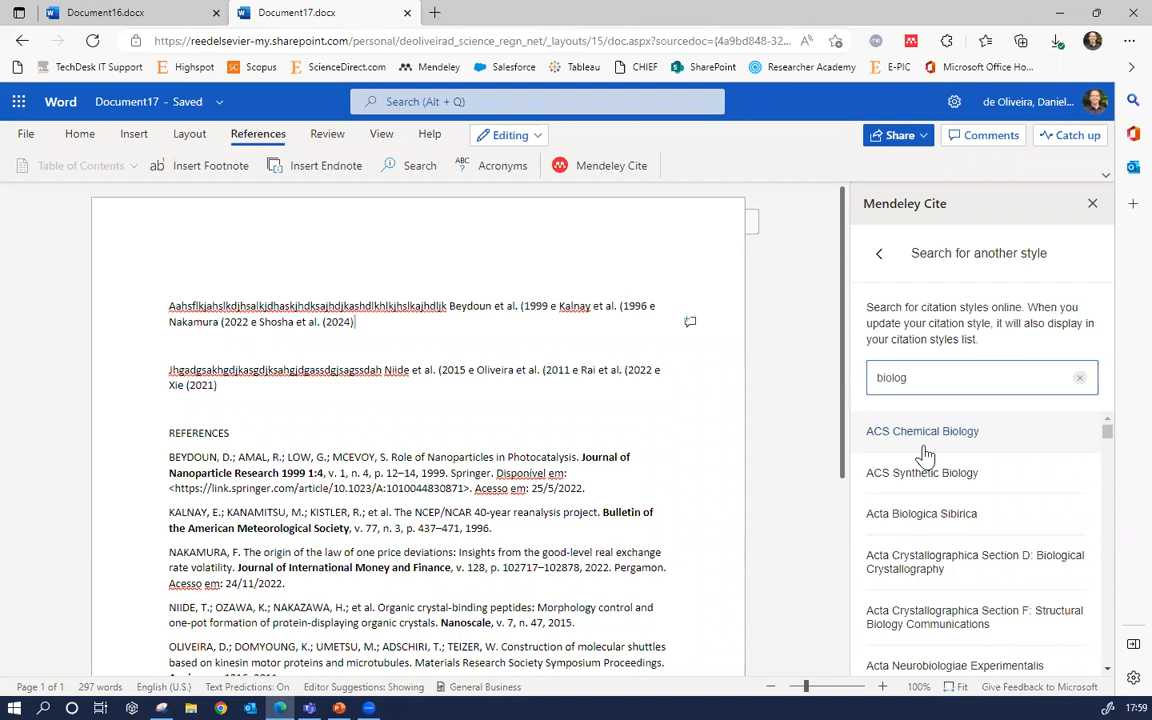 Document16.docx
Document17.docx
https://reedelsevier-my.sharepoint.com/personal/deoliveirad_science_regn_net/_layouts/15/doc.aspx?sourcedoc={4a9bd848-32...
TechDesk IT Support
Highspot
Scopus
ScienceDirect.com
Mendeley
Salesforce
Tableau
CHIEF
SharePoint
Researcher Academy
E-PIC
Microsoft Office Ho...
Word
Document17 - Saved
Search (Alt + Q)
de Oliveira, Daniel...
File
Home
Insert
Layout
References
Review
View
Help
Editing
Share
Comments
Catch up
Table of Contents
Insert Footnote
Insert Endnote
Search
Acronyms
Mendeley Cite
Mendeley Cite
Search for another style
Search for citation styles online. When you
update your citation style, it will also display in
your citation styles list.
biolog
ACS Chemical Biology
ACS Synthetic Biology
Acta Biologica Sibirica
Acta Crystallographica Section D: Biological
Crystallography
Acta Crystallographica Section F: Structural
Biology Communications
Acta Neurobiologiae Experimentalis
Aahsflkjahslkdjhsalkjdhaskjhdksajhdjkashdlkhlkjhslkajhdljk Beydoun et al. (1999 e Kalnay et al. (1996 e
Nakamura (2022 e Shosha et al. (2024)
Jhgadgsakhgdjkasgdjksahgjdgassdgjsagssdah Niide et al. (2015 e Oliveira et al. (2011 e Rai et al. (2022 e
Xie (2021)
REFERENCES
BEYDOUN, D.; AMAL, R.; LOW, G.; MCEVOY, S. Role of Nanoparticles in Photocatalysis. Journal of
Nanoparticle Research 1999 1:4, v. 1, n. 4, p. 12–14, 1999. Springer. Disponível em:
<https://link.springer.com/article/10.1023/A:1010044830871>. Acesso em: 25/5/2022.
KALNAY, E.; KANAMITSU, M.; KISTLER, R.; et al. The NCEP/NCAR 40-year reanalysis project. Bulletin of
the American Meteorological Society, v. 77, n. 3, p. 437–471, 1996.
NAKAMURA, F. The origin of the law of one price deviations: Insights from the good-level real exchange
rate volatility. Journal of International Money and Finance, v. 128, p. 102717–102878, 2022. Pergamon.
Acesso em: 24/11/2022.
NIIDE, T.; OZAWA, K.; NAKAZAWA, H.; et al. Organic crystal-binding peptides: Morphology control and
one-pot formation of protein-displaying organic crystals. Nanoscale, v. 7, n. 47, 2015.
OLIVEIRA, D.; DOMYOUNG, K.; UMETSU, M.; ADSCHIRI, T.; TEIZER, W. Construction of molecular shuttles
based on kinesin motor proteins and microtubules. Materials Research Society Symposium Proceedings.
Page 1 of 1
297 words
English (U.S.)
Text Predictions: On
Editor Suggestions: Showing
General Business
100%
Fit
Give Feedback to Microsoft
17:59